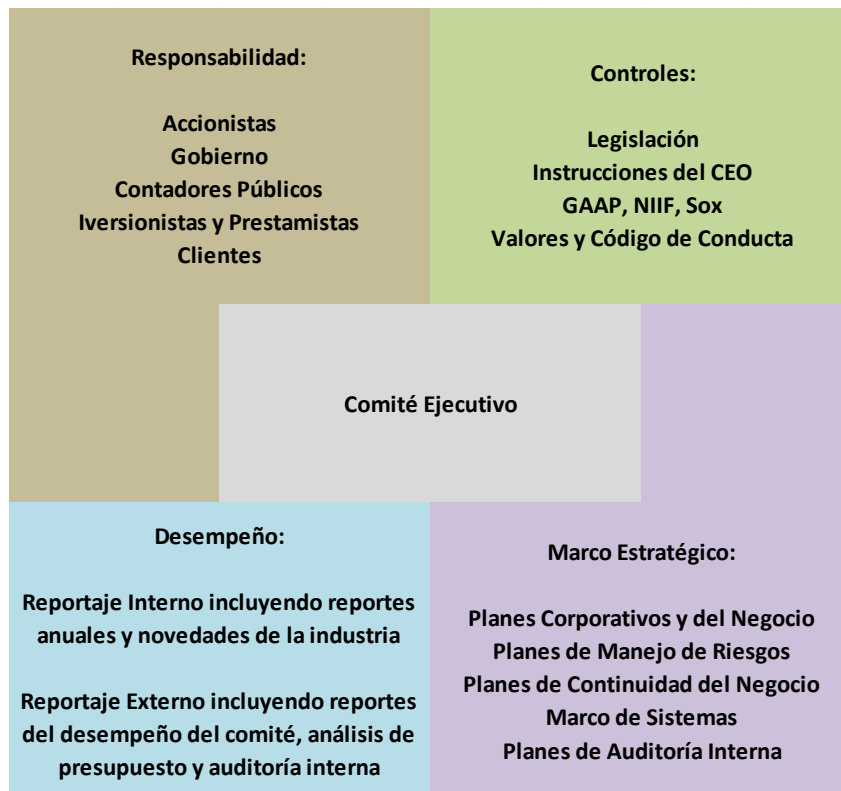 Responsabilidad:
Accionistas
Gobierno
Contadores Públicos
Iversionistas y Prestamistas
Clientes
Controles:
Legislación
Instrucciones del CEO
GAAP, NIIF, Sox
Valores y Código de Conducta
Comité Ejecutivo
Desempeño:
Reportaje Interno incluyendo reportes
anuales y novedades de la industria
Reportaje Externo incluyendo reportes
del desempeño del comité, análisis de
presupuesto y auditoría interna
Marco Estratégico:
Planes Corporativos y del Negocio
Planes de Manejo de Riesgos
Planes de Continuidad del Negocio
Marco de Sistemas
Planes de Auditoría Interna